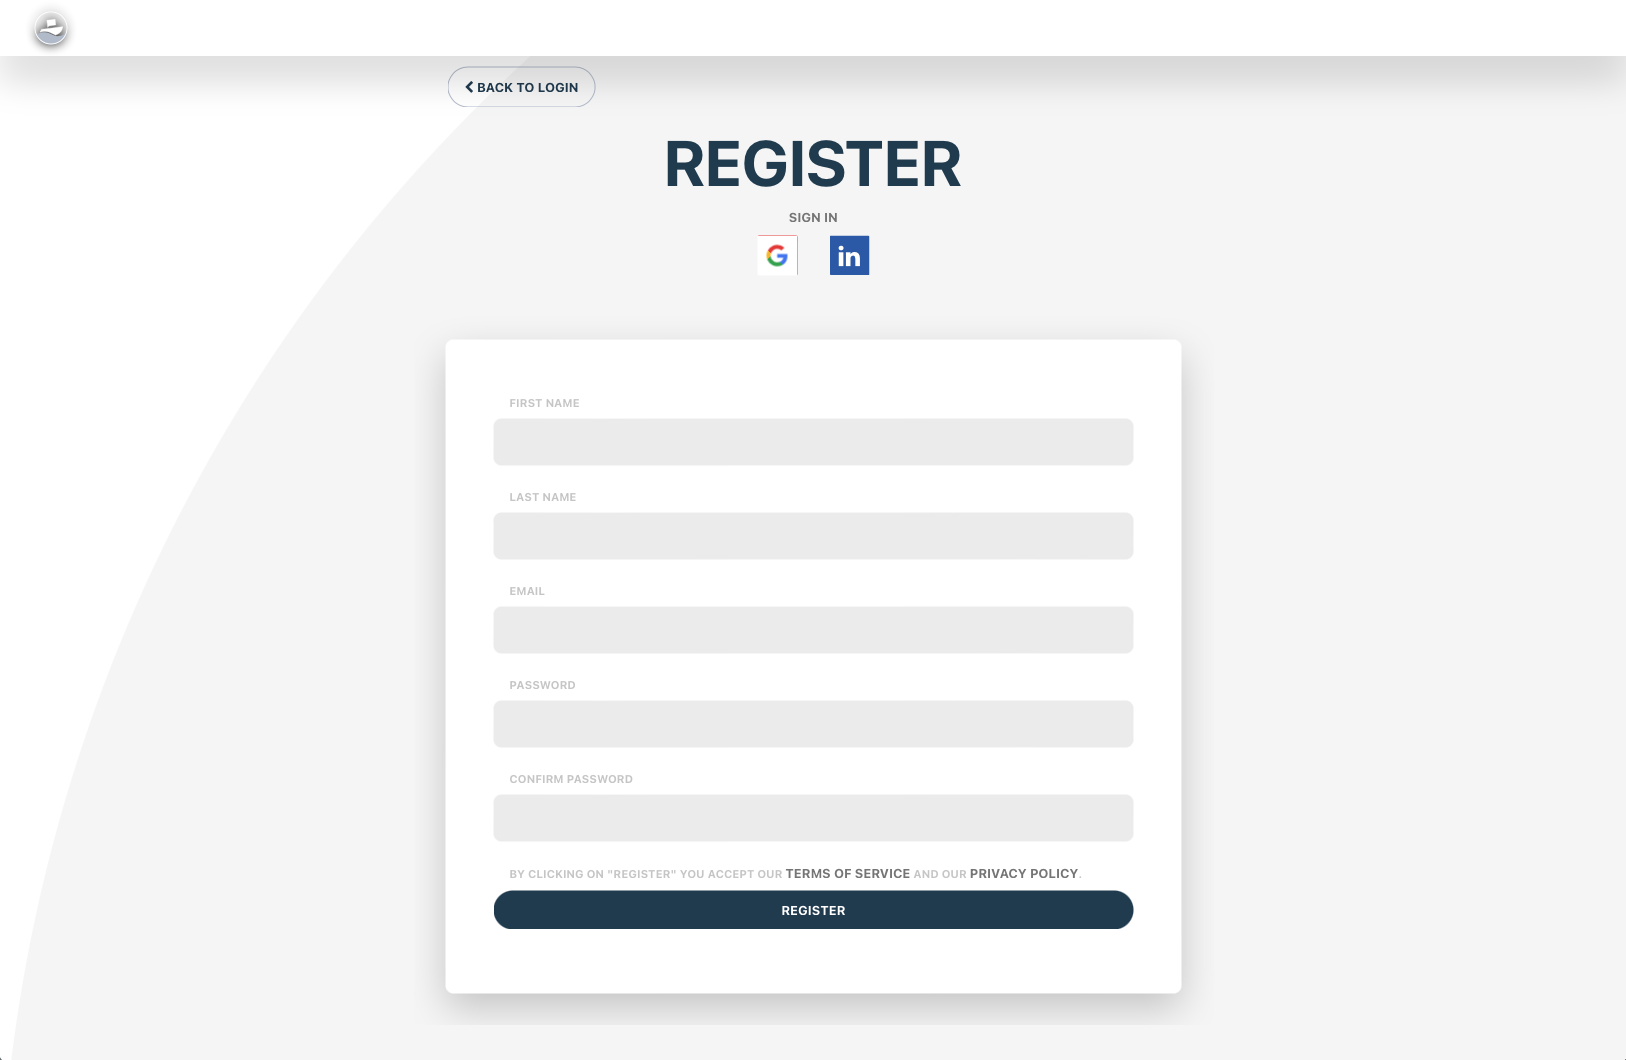 BACK TO LOGIN
REGISTER
SIGN IN
G in
FIRST NAME
LAST NAME
EMAIL
PASSWORD
CONFIRM PASSWORD
BY CLICKING ON "REGISTER" YOU ACCEPT OUR TERMS OF SERVICE AND OUR PRIVACY POLICY.
REGISTER